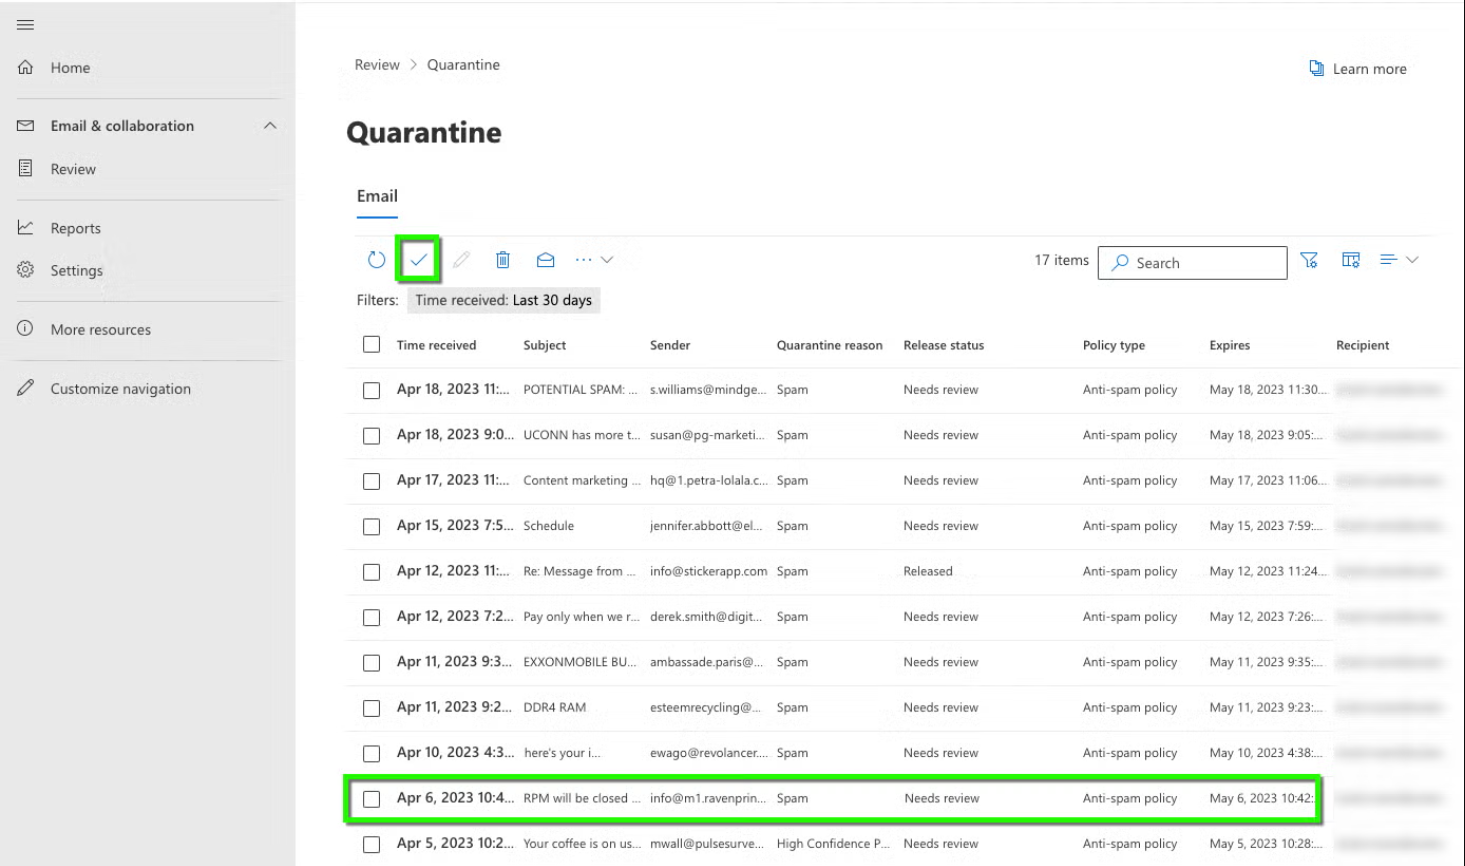 Home
Email & collaboration
Review
Reports
Settings
More resources
Customize navigation
Review > Quarantine
Learn more
Quarantine
Email
17 items Search
Filters: Time received: Last 30 days
Time received Subject Sender Quarantine reason Release status Policy type Expires Recipient
Apr 18, 2023 11:... POTENTIAL SPAM: ... s.williams@mindge... Spam Needs review Anti-spam policy May 18, 2023 11:30...
Apr 18, 2023 9:0... UCONN has more t... susan@pg-marketi... Spam Needs review Anti-spam policy May 18, 2023 9:05:...
Apr 17, 2023 11:... Content marketing ... hq@1.petra-lolala.c... Spam Needs review Anti-spam policy May 17, 2023 11:06...
Apr 15, 2023 7:5... Schedule jennifer.abbott@el... Spam Needs review Anti-spam policy May 15, 2023 7:59:...
Apr 12, 2023 11:... Re: Message from ... info@stickerapp.com Spam Released Anti-spam policy May 12, 2023 11:24...
Apr 12, 2023 7:2... Pay only when we r... derek.smith@digit... Spam Needs review Anti-spam policy May 12, 2023 7:26:...
Apr 11, 2023 9:3... EXXONMOBILE BU... ambassade.paris@... Spam Needs review Anti-spam policy May 11, 2023 9:35:...
Apr 11, 2023 9:2... DDR4 RAM esteemrecycling@... Spam Needs review Anti-spam policy May 11, 2023 9:23:...
Apr 10, 2023 4:3... here's your i... ewago@revolancer.... Spam Needs review Anti-spam policy May 10, 2023 4:38:...
Apr 6, 2023 10:4... RPM will be closed ... info@m1.ravenprin... Spam Needs review Anti-spam policy May 6, 2023 10:42:
Apr 5, 2023 10:2... Your coffee is on us... mwall@pulsesurve... High Confidence P... Needs review Anti-spam policy May 5, 2023 10:28:...